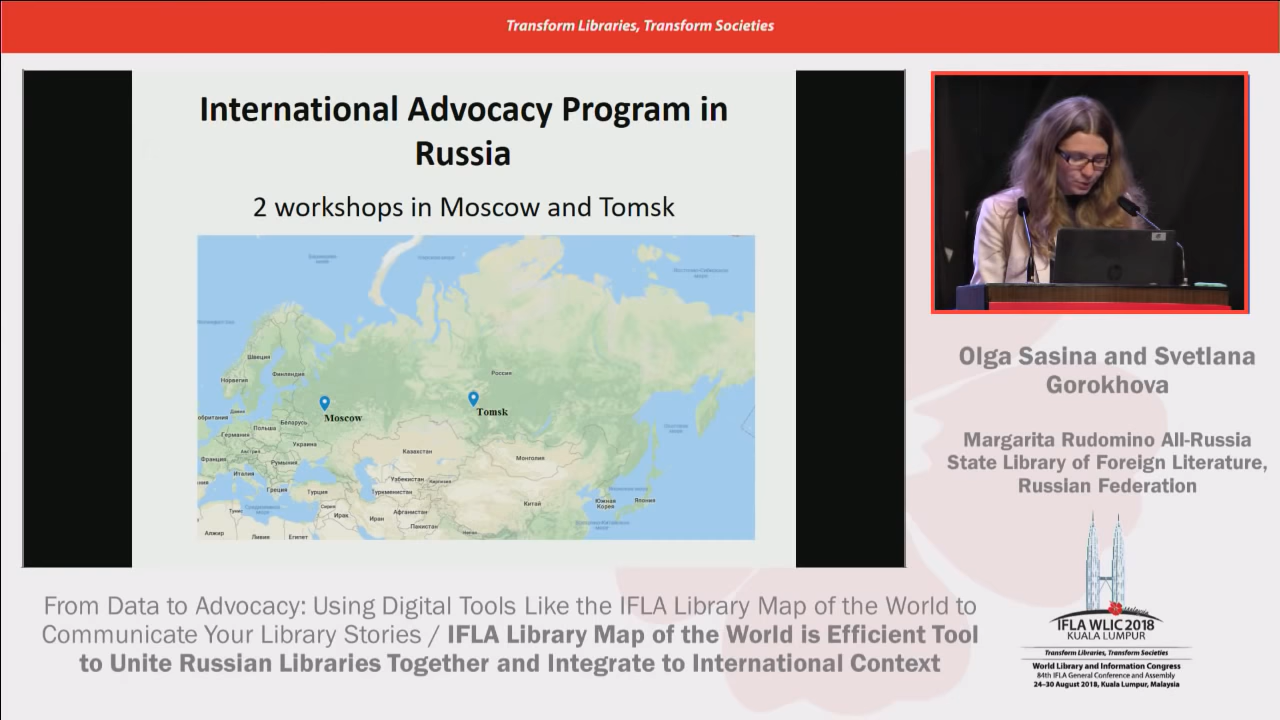 Transform Libraries, Transform Societies
International Advocacy Program in
Russia
2 workshops in Moscow and Tomsk
Швеция
Финляндия
Норвегия
Россия
Moscow
Tomsk
Беларусь
Польша
Германия
Украина
Франция
Румыния
Италия
Греция
Турция
Казахстан
Монголия
Узбекистан
Туркменистан
Афганистан
Пакистан
Ирак
Иран
Китай
Южная
Корея
Япония
Тунис
Алжир
Ливия
Египет
Olga Sasina and Svetlana
Gorokhova
Margarita Rudomino All-Russia
State Library of Foreign Literature,
Russian Federation
From Data to Advocacy: Using Digital Tools Like the IFLA Library Map of the World to
Communicate Your Library Stories / IFLA Library Map of the World is Efficient Tool
to Unite Russian Libraries Together and Integrate to International Context
IFLA WLIC 2018
KUALA LUMPUR
Transform Libraries, Transform Societies
World Library and Information Congress
84th IFLA General Conference and Assembly
24–30 August 2018, Kuala Lumpur, Malaysia